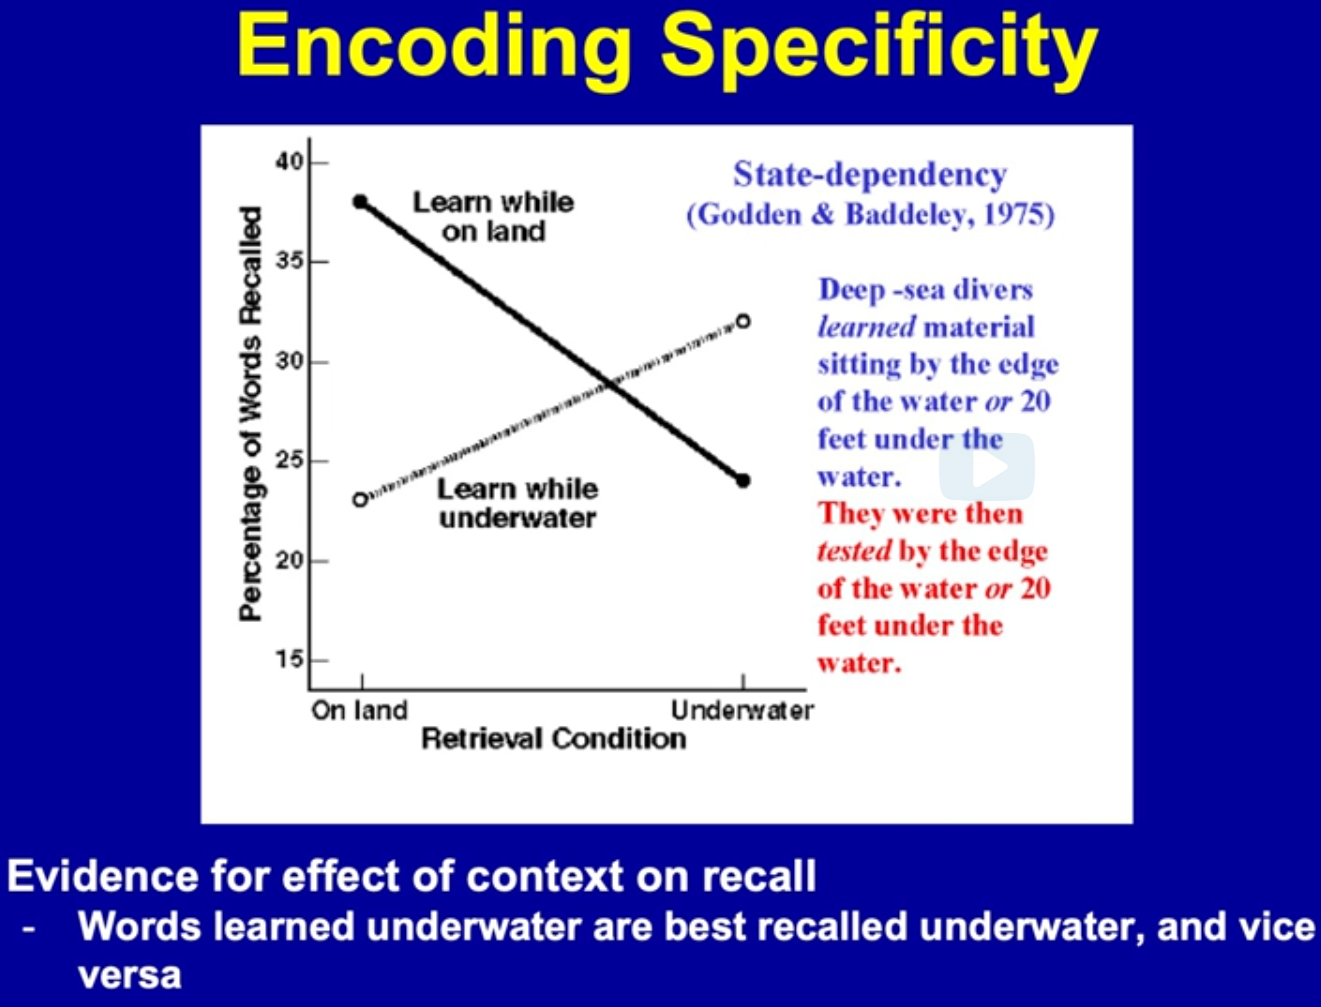 Encoding Specificity
State-dependency
(Godden & Baddeley, 1975)
40
35
30
25
20
15
Percentage of Words Recalled
Learn while
on land
Learn while
underwater
On land
Underwater
Retrieval Condition
Deep -sea divers
learned material
sitting by the edge
of the water or 20
feet under the
water.
They were then
tested by the edge
of the water or 20
feet under the
water.
Evidence for effect of context on recall
- Words learned underwater are best recalled underwater, and vice
versa